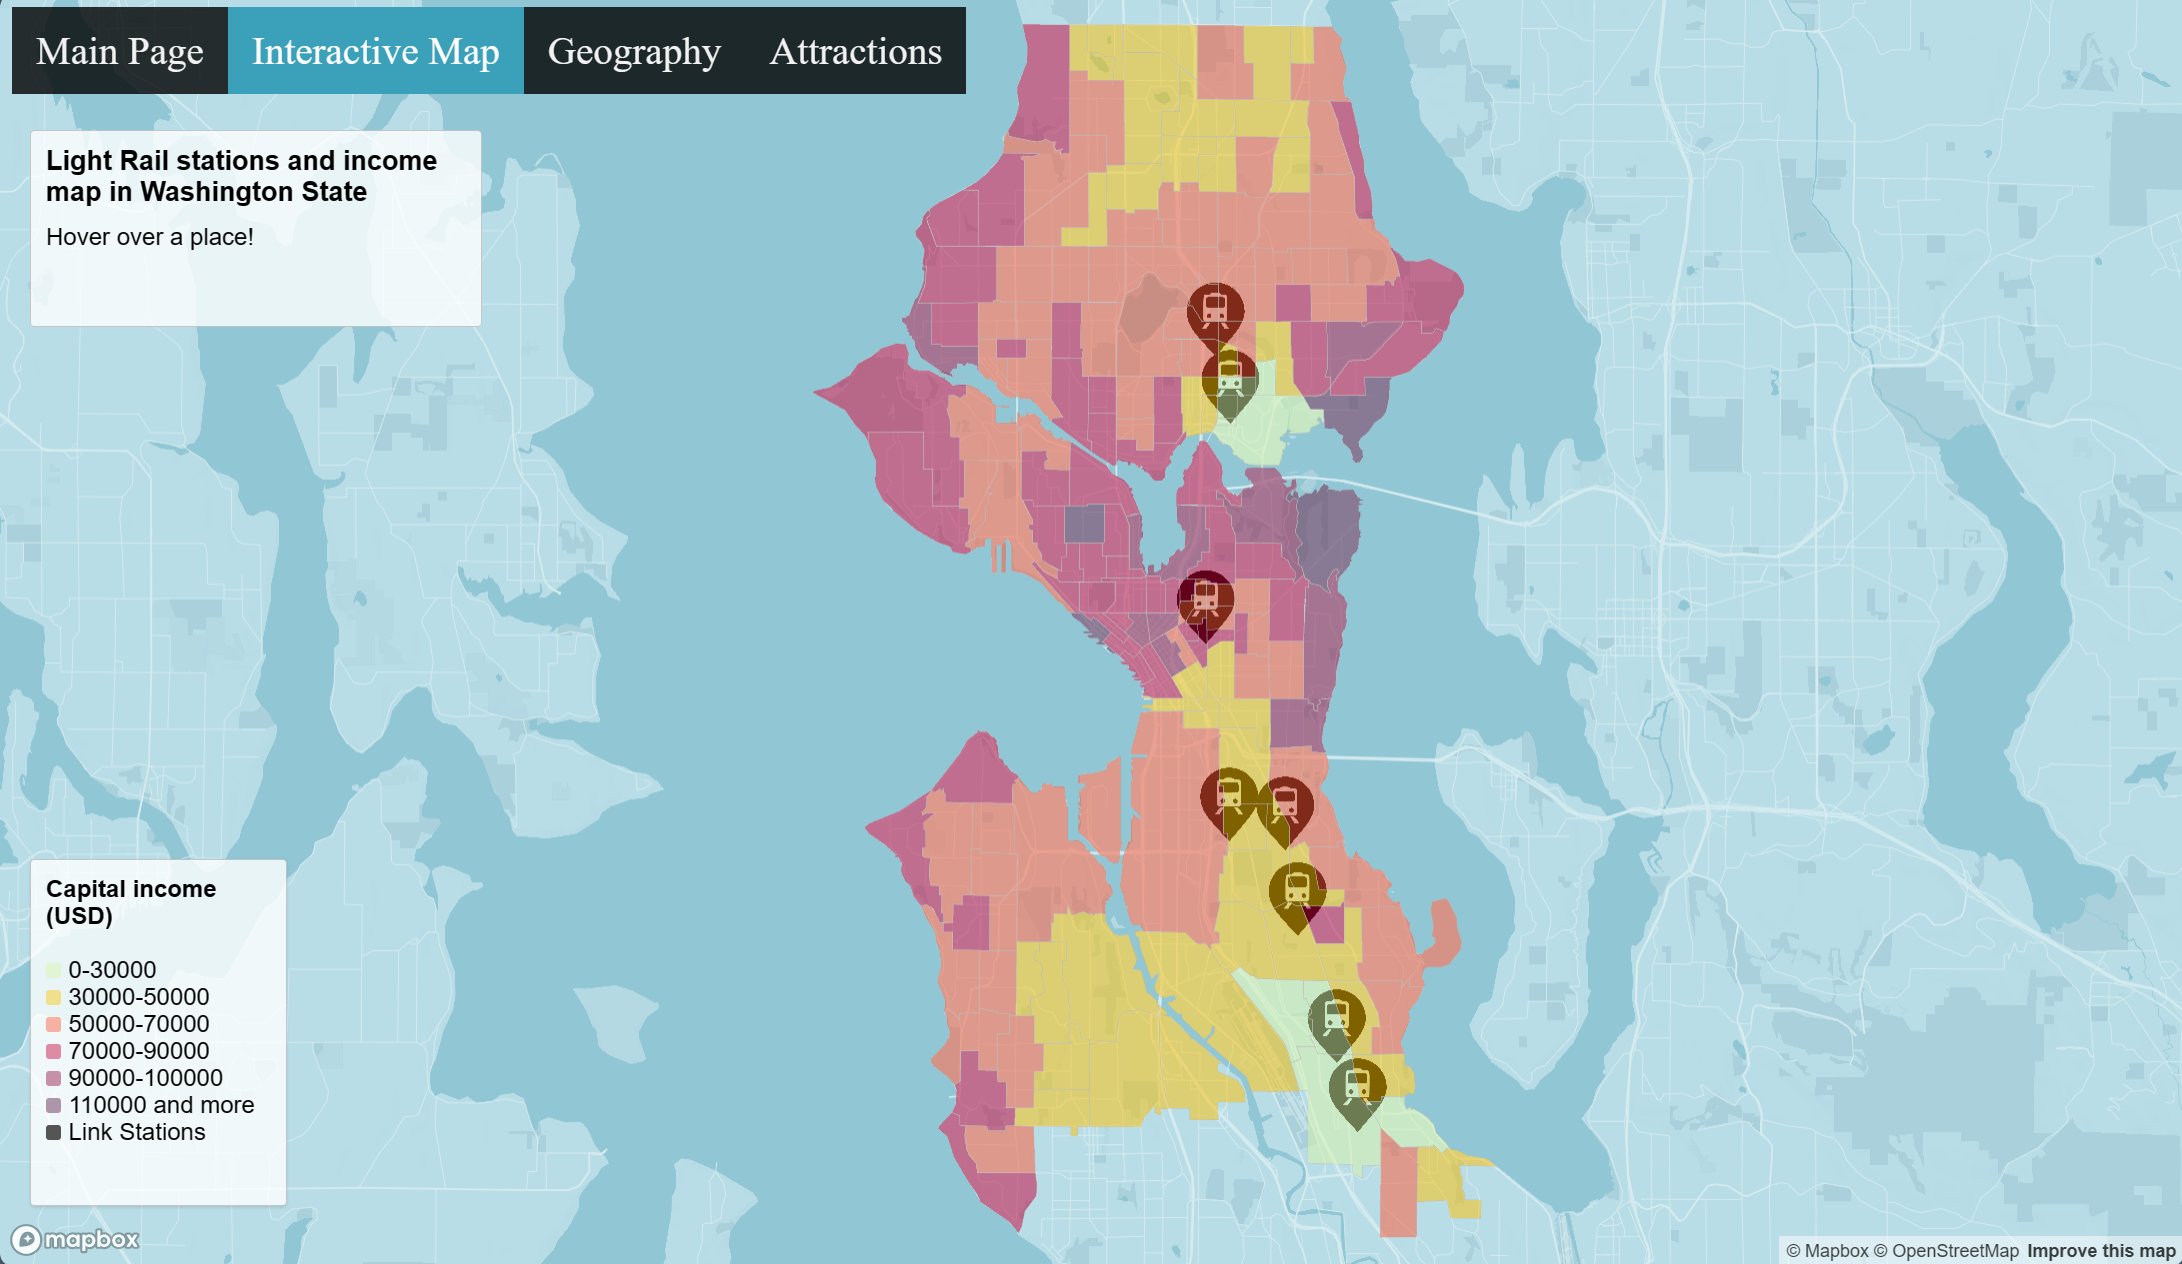 Main Page Interactive Map Geography Attractions
Light Rail stations and income
map in Washington State
Hover over a place!
Capital income
(USD)
0-30000
30000-50000
50000-70000
70000-90000
90000-100000
110000 and more
Link Stations
mapbox
© Mapbox © OpenStreetMap Improve this map